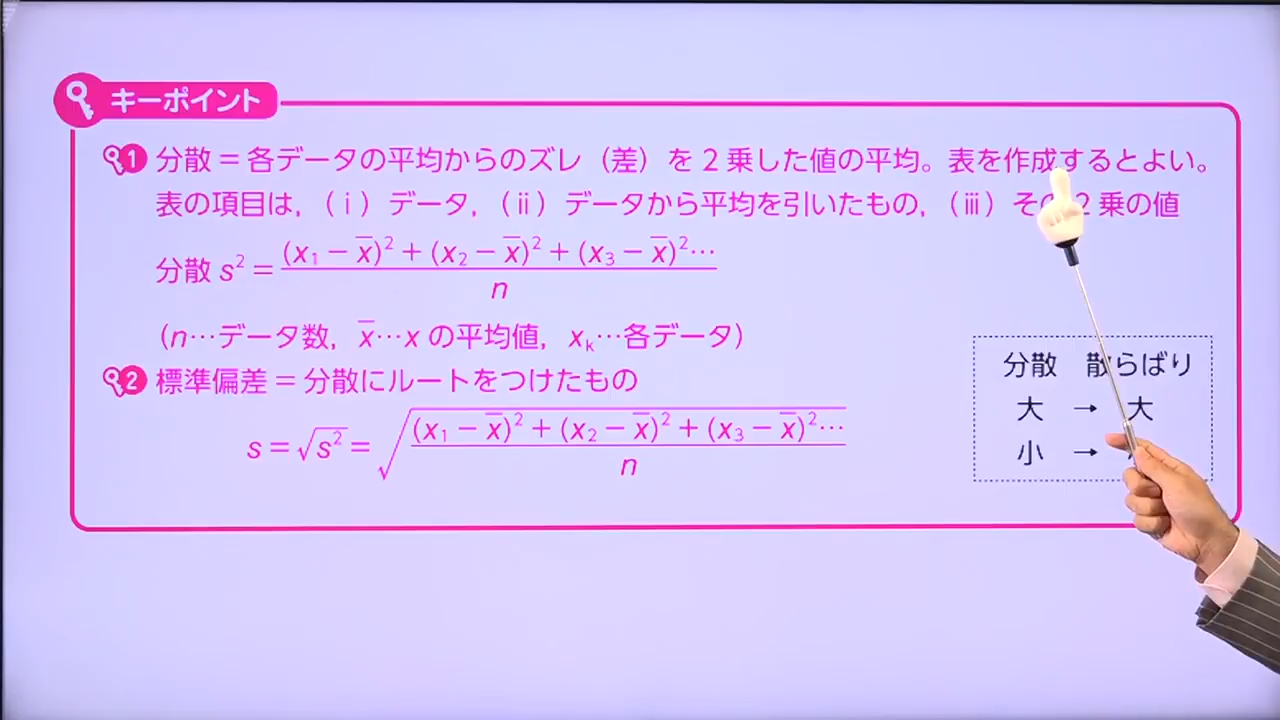 キーポイント
1 分散＝各データの平均からのズレ（差）を２乗した値の平均。表を作成するとよい。
表の項目は，（ⅰ）データ，（ⅱ）データから平均を引いたもの，（ⅲ） 2 乗の値
分散 s² = ((x₁ − x̄)² + (x₂ − x̄)² + (x₃ − x̄)²…) / n
（n…データ数，x̄…x の平均値，xₖ…各データ）
2 標準偏差＝分散にルートをつけたもの
s = √s² = √(((x₁ − x̄)² + (x₂ − x̄)² + (x₃ − x̄)²…) / n)
分散 散らばり
大 → 大
小 →